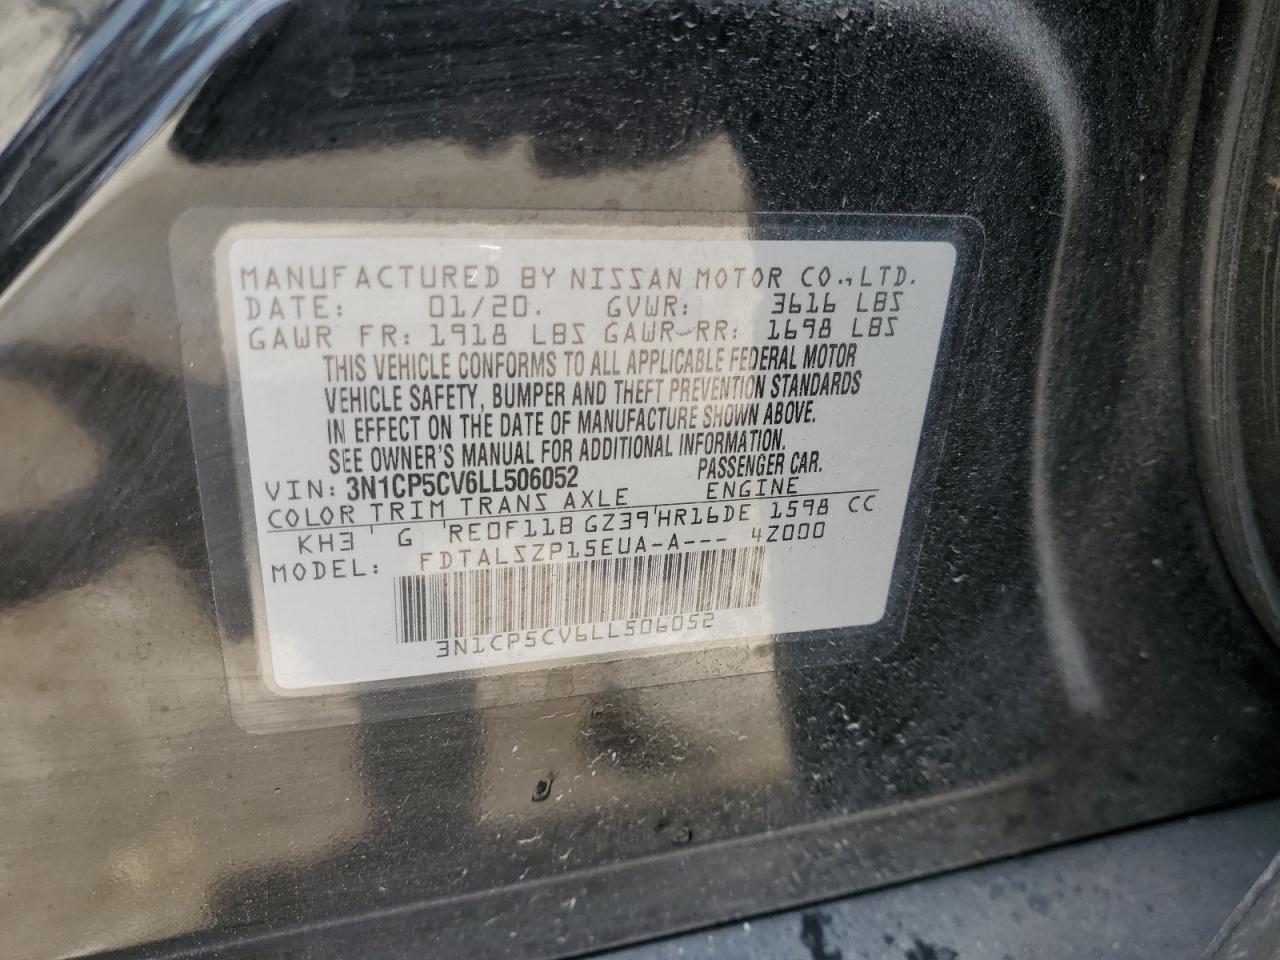 MANUFACTURED BY NISSAN MOTOR CO., LTD.
DATE: 01/20. GVWR: 3616 LBS
GAWR FR: 1918 LBS GAWR RR: 1698 LBS
THIS VEHICLE CONFORMS TO ALL APPLICABLE FEDERAL MOTOR
VEHICLE SAFETY, BUMPER AND THEFT PREVENTION STANDARDS
IN EFFECT ON THE DATE OF MANUFACTURE SHOWN ABOVE.
SEE OWNER'S MANUAL FOR ADDITIONAL INFORMATION.
VIN: 3N1CP5CV6LL506052 PASSENGER CAR.
COLOR TRIM TRANS AXLE ENGINE
KH3 G RE0F11B GZ39 HR16DE 1598 CC
MODEL: FDTALSZP15EUA-A--- 4Z000
3N1CP5CV6LL506052